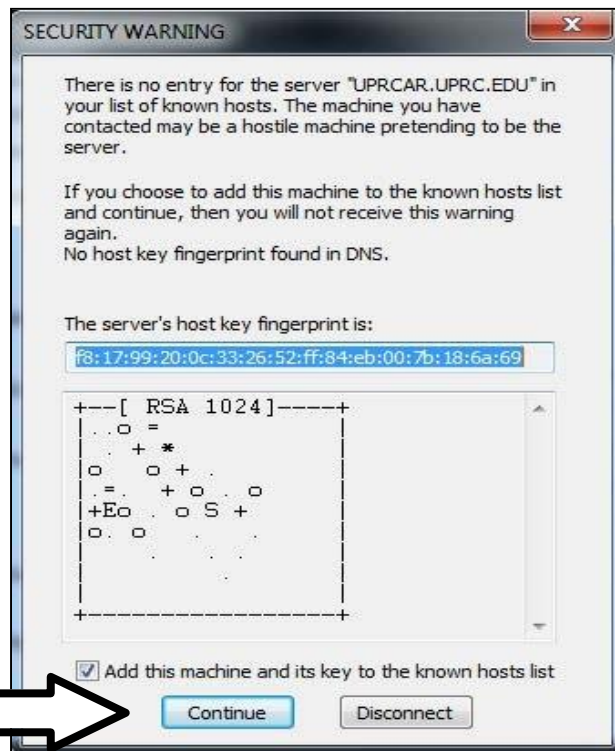 SECURITY WARNING
There is no entry for the server "UPRCAR.UPRC.EDU" in
your list of known hosts. The machine you have
contacted may be a hostile machine pretending to be the
server.
If you choose to add this machine to the known hosts list
and continue, then you will not receive this warning
again.
No host key fingerprint found in DNS.
The server's host key fingerprint is:
f8:17:99:20:0c:33:26:52:ff:84:eb:00:7b:18:6a:69
+--[ RSA 1024]----+
|..o =            |
| . + *           |
|o   o + .        |
|.=.  + o . o     |
|+Eo . o S +      |
|o. o   .   .     |
|    .   . .      |
|         .       |
|                 |
+-----------------+
Add this machine and its key to the known hosts list
Continue Disconnect